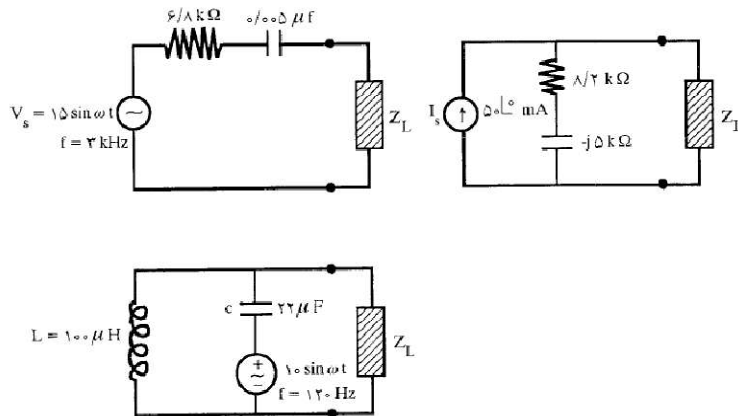 ۶/۸ kΩ
۰/۰۰۵ μf
V_s = ۱۵ sin ωt
f = ۳ kHz
Z_L
I_s
۵۰∟۰° mA
۸/۲ kΩ
-j۵ kΩ
Z_L
L = ۱۰۰ μH
c
۲۲ μF
۱۰ sin ωt
f = ۱۲۰ Hz
Z_L